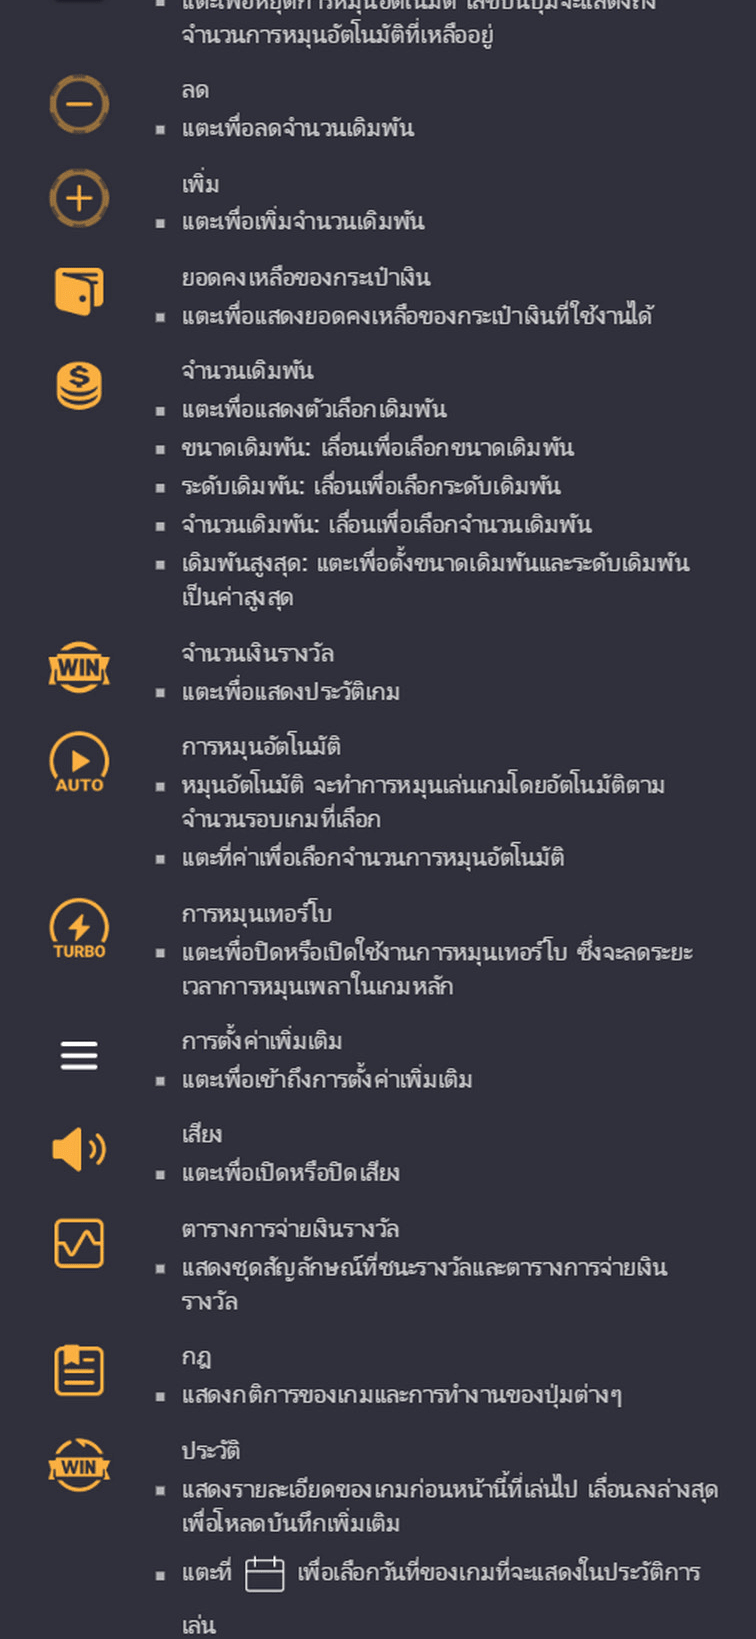 แตะเพื่อหยุดการหมุนอัตโนมัติ เลขบนปุ่มจะแสดงถึง
จำนวนการหมุนอัตโนมัติที่เหลืออยู่
ลด
แตะเพื่อลดจำนวนเดิมพัน
เพิ่ม
แตะเพื่อเพิ่มจำนวนเดิมพัน
ยอดคงเหลือของกระเป๋าเงิน
แตะเพื่อแสดงยอดคงเหลือของกระเป๋าเงินที่ใช้งานได้
$
จำนวนเดิมพัน
แตะเพื่อแสดงตัวเลือกเดิมพัน
ขนาดเดิมพัน: เลื่อนเพื่อเลือกขนาดเดิมพัน
ระดับเดิมพัน: เลื่อนเพื่อเลือกระดับเดิมพัน
จำนวนเดิมพัน: เลื่อนเพื่อเลือกจำนวนเดิมพัน
เดิมพันสูงสุด: แตะเพื่อตั้งขนาดเดิมพันและระดับเดิมพัน
เป็นค่าสูงสุด
WIN
จำนวนเงินรางวัล
แตะเพื่อแสดงประวัติเกม
AUTO
การหมุนอัตโนมัติ
หมุนอัตโนมัติ จะทำการหมุนเล่นเกมโดยอัตโนมัติตาม
จำนวนรอบเกมที่เลือก
แตะที่ค่าเพื่อเลือกจำนวนการหมุนอัตโนมัติ
TURBO
การหมุนเทอร์โบ
แตะเพื่อปิดหรือเปิดใช้งานการหมุนเทอร์โบ ซึ่งจะลดระยะ
เวลาการหมุนเพลาในเกมหลัก
การตั้งค่าเพิ่มเติม
แตะเพื่อเข้าถึงการตั้งค่าเพิ่มเติม
เสียง
แตะเพื่อเปิดหรือปิดเสียง
ตารางการจ่ายเงินรางวัล
แสดงชุดสัญลักษณ์ที่ชนะรางวัลและตารางการจ่ายเงิน
รางวัล
กฎ
แสดงกติการของเกมและการทำงานของปุ่มต่างๆ
WIN
ประวัติ
แสดงรายละเอียดของเกมก่อนหน้านี้ที่เล่นไป เลื่อนลงล่างสุด
เพื่อโหลดบันทึกเพิ่มเติม
แตะที่ เพื่อเลือกวันที่ของเกมที่จะแสดงในประวัติการ
เล่น